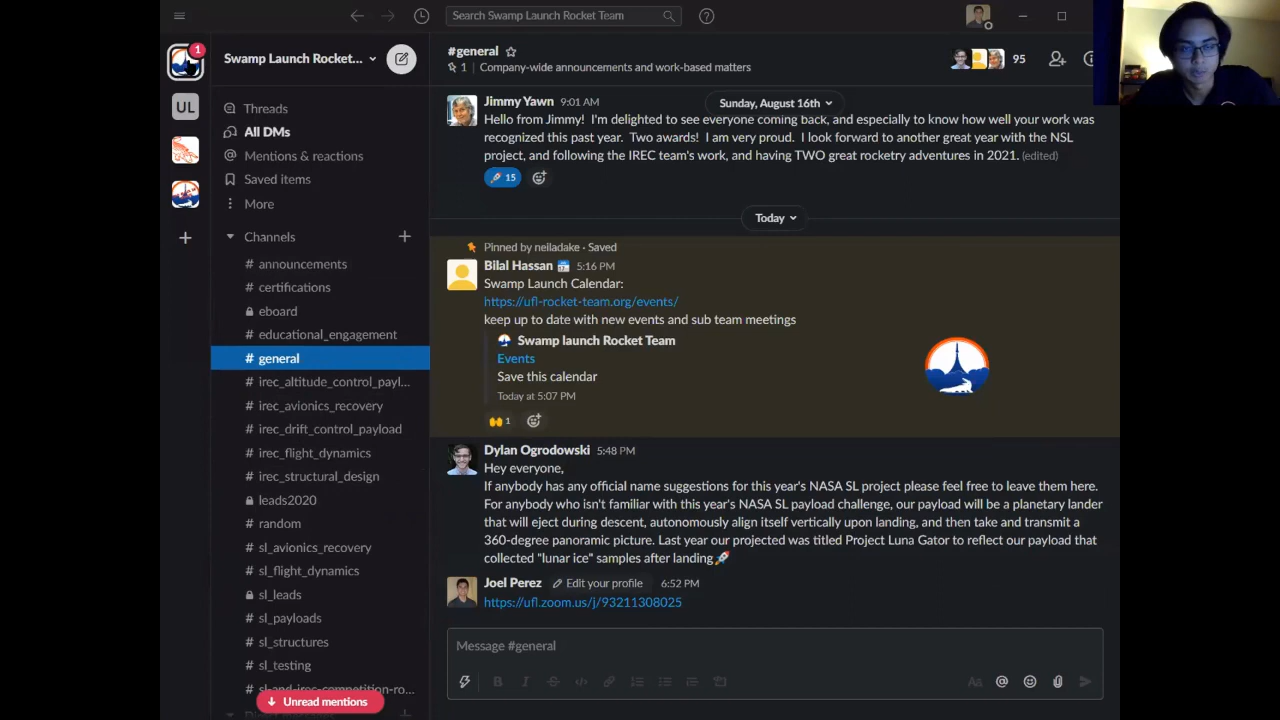 Search Swamp Launch Rocket Team
1
Swamp Launch Rocket...
UL
Threads
All DMs
Mentions & reactions
Saved items
More
Channels
# announcements
# certifications
eboard
# educational_engagement
# general
# irec_altitude_control_payl...
# irec_avionics_recovery
# irec_drift_control_payload
# irec_flight_dynamics
# irec_structural_design
leads2020
# random
# sl_avionics_recovery
# sl_flight_dynamics
sl_leads
# sl_payloads
# sl_structures
# sl_testing
# sl-and-irec-competition-ro...
Unread mentions
#general
1 | Company-wide announcements and work-based matters
95
Sunday, August 16th
Jimmy Yawn 9:01 AM
Hello from Jimmy! I'm delighted to see everyone coming back, and especially to know how well your work was
recognized this past year. Two awards! I am very proud. I look forward to another great year with the NSL
project, and following the IREC team's work, and having TWO great rocketry adventures in 2021. (edited)
15
Today
Pinned by neiladake · Saved
Bilal Hassan 5:16 PM
Swamp Launch Calendar:
https://ufl-rocket-team.org/events/
keep up to date with new events and sub team meetings
Swamp launch Rocket Team
Events
Save this calendar
Today at 5:07 PM
1
Dylan Ogrodowski 5:48 PM
Hey everyone,
If anybody has any official name suggestions for this year's NASA SL project please feel free to leave them here.
For anybody who isn't familiar with this year's NASA SL payload challenge, our payload will be a planetary lander
that will eject during descent, autonomously align itself vertically upon landing, and then take and transmit a
360-degree panoramic picture. Last year our projected was titled Project Luna Gator to reflect our payload that
collected "lunar ice" samples after landing
Joel Perez Edit your profile 6:52 PM
https://ufl.zoom.us/j/93211308025
Message #general
B I S
Aa @